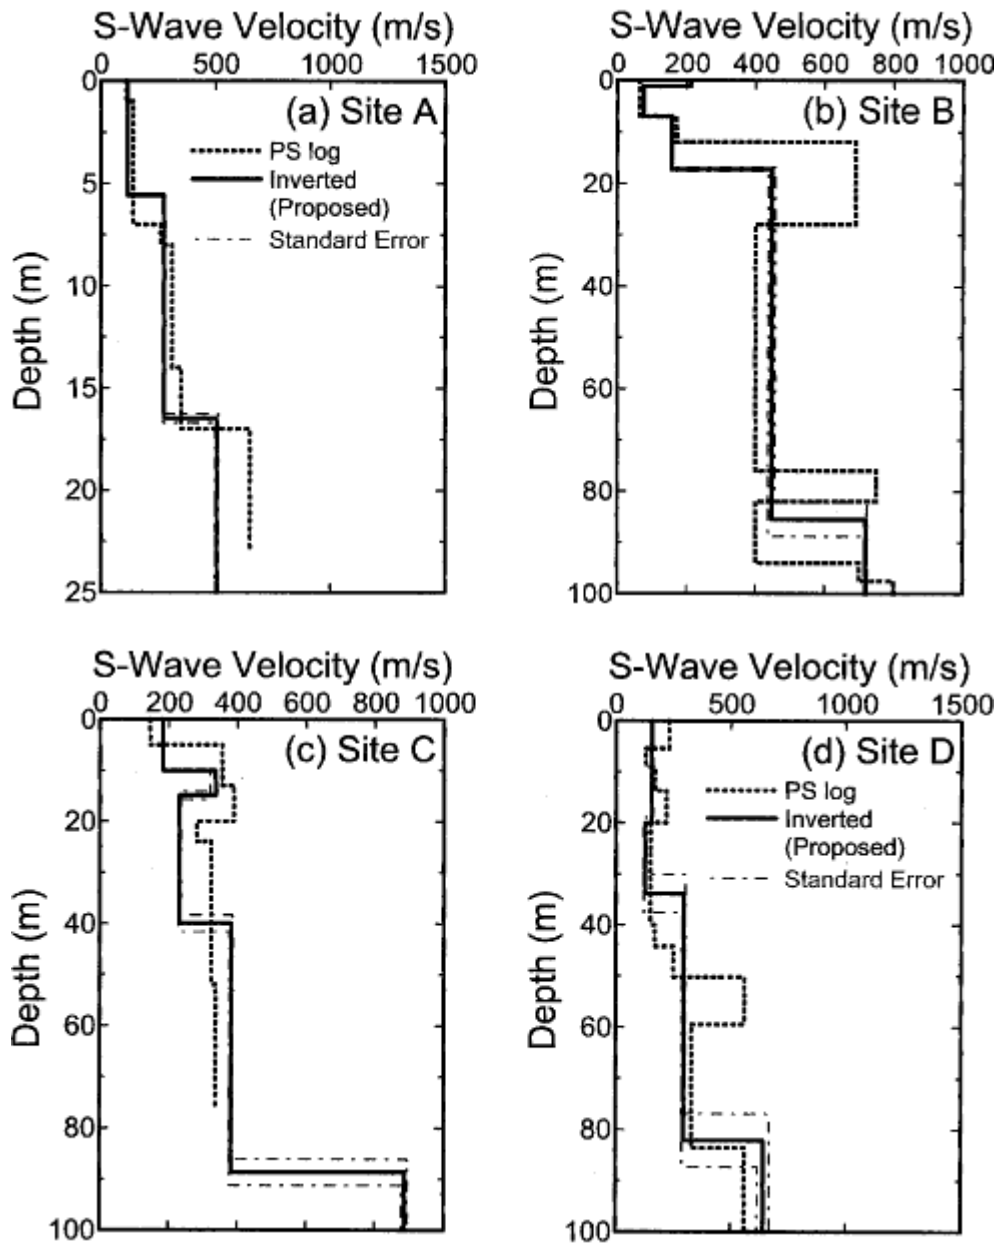 S-Wave Velocity (m/s)
0 500 1000 1500
(a) Site A
PS log
Inverted
(Proposed)
Standard Error
Depth (m)
0
5
10
15
20
25
S-Wave Velocity (m/s)
0 200 400 600 800 1000
(b) Site B
Depth (m)
0
20
40
60
80
100
S-Wave Velocity (m/s)
0 200 400 600 800 1000
(c) Site C
Depth (m)
0
20
40
60
80
100
S-Wave Velocity (m/s)
0 500 1000 1500
(d) Site D
PS log
Inverted
(Proposed)
Standard Error
Depth (m)
0
20
40
60
80
100